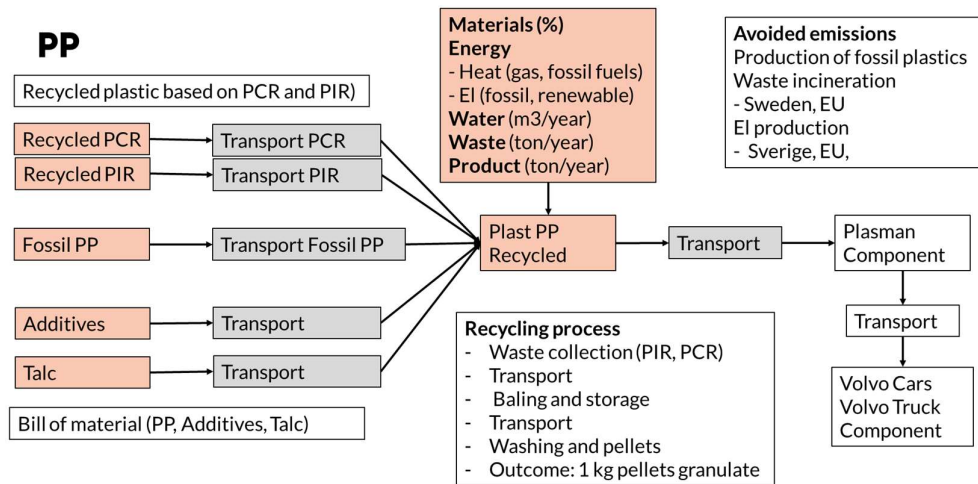 PP
Recycled plastic based on PCR and PIR)
Recycled PCR
Transport PCR
Recycled PIR
Transport PIR
Fossil PP
Transport Fossil PP
Additives
Transport
Talc
Transport
Bill of material (PP, Additives, Talc)
Materials (%)
Energy
- Heat (gas, fossil fuels)
- El (fossil, renewable)
Water (m3/year)
Waste (ton/year)
Product (ton/year)
Plast PP
Recycled
Transport
Plasman
Component
Transport
Volvo Cars
Volvo Truck
Component
Recycling process
- Waste collection (PIR, PCR)
- Transport
- Baling and storage
- Transport
- Washing and pellets
- Outcome: 1 kg pellets granulate
Avoided emissions
Production of fossil plastics
Waste incineration
- Sweden, EU
El production
- Sverige, EU,